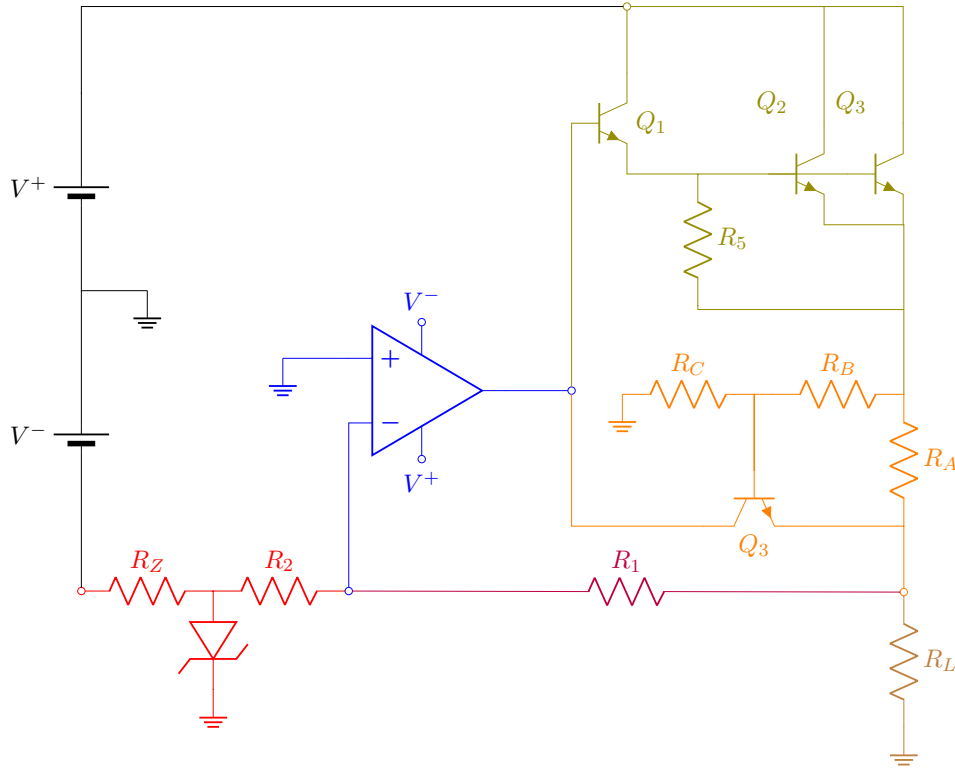 Q₂ Q₃
Q₁
V⁺
R₅
V⁻
R_C R_B
V⁻
R_A
V⁺
Q₃
R_Z R₂ R₁
R_L